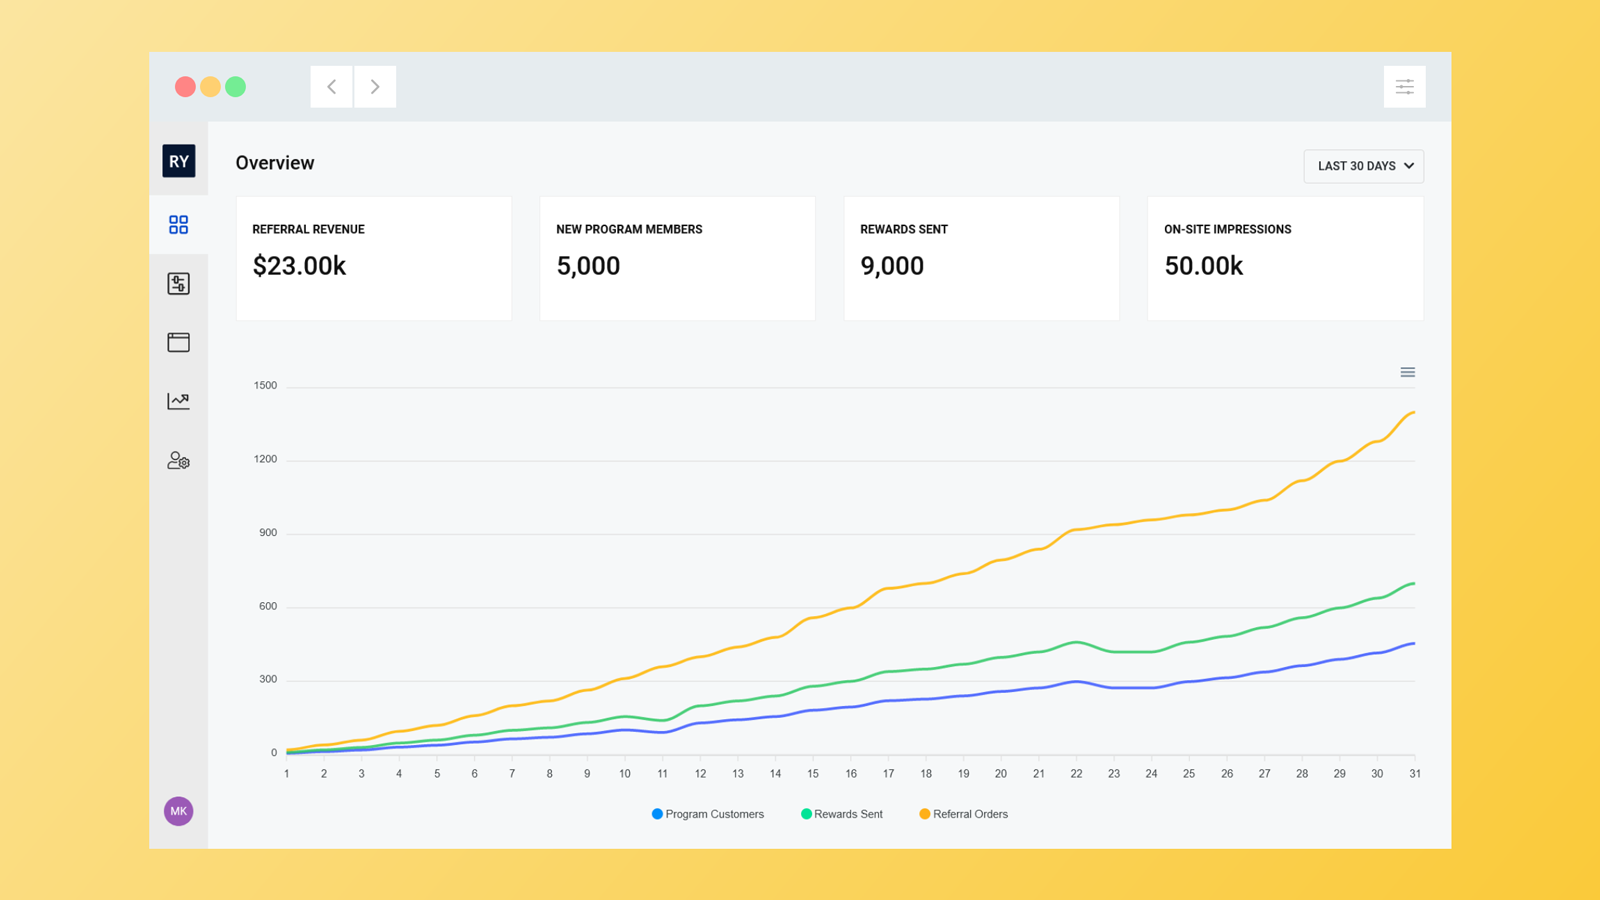 RY
Overview
LAST 30 DAYS
REFERRAL REVENUE
$23.00k
NEW PROGRAM MEMBERS
5,000
REWARDS SENT
9,000
ON-SITE IMPRESSIONS
50.00k
1500
1200
900
600
300
0
1 2 3 4 5 6 7 8 9 10 11 12 13 14 15 16 17 18 19 20 21 22 23 24 25 26 27 28 29 30 31
Program Customers Rewards Sent Referral Orders
MK